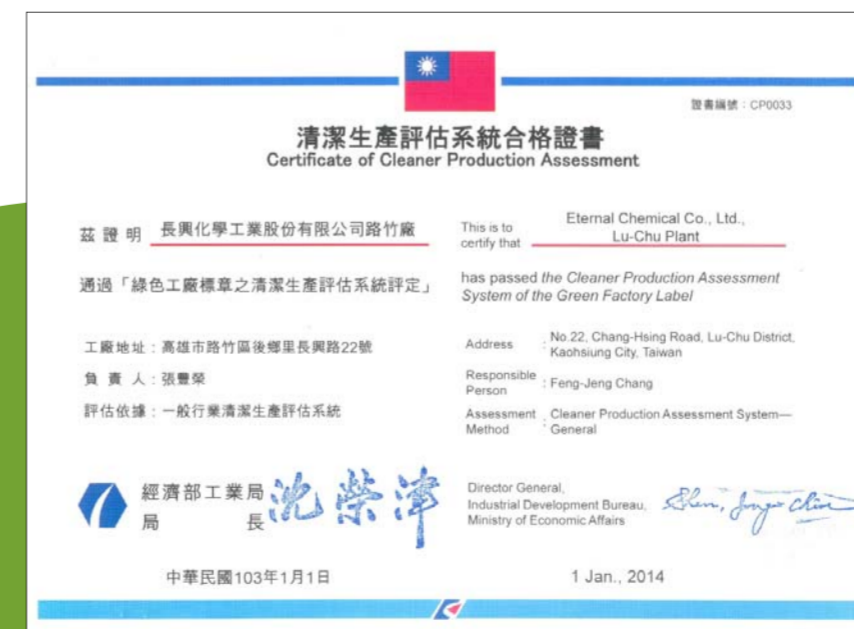 證書編號：CP0033
清潔生產評估系統合格證書
Certificate of Cleaner Production Assessment
茲證明 長興化學工業股份有限公司路竹廠
通過「綠色工廠標章之清潔生產評估系統評定」
工廠地址：高雄市路竹區後鄉里長興路22號
負責人：張豐榮
評估依據：一般行業清潔生產評估系統
經濟部工業局
局長 沈榮津
中華民國103年1月1日
This is to
certify that
Eternal Chemical Co., Ltd.,
Lu-Chu Plant
has passed the Cleaner Production Assessment
System of the Green Factory Label
Address : No.22, Chang-Hsing Road, Lu-Chu District,
Kaohsiung City, Taiwan
Responsible
Person : Feng-Jeng Chang
Assessment
Method : Cleaner Production Assessment System—
General
Director General,
Industrial Development Bureau,
Ministry of Economic Affairs
1 Jan., 2014